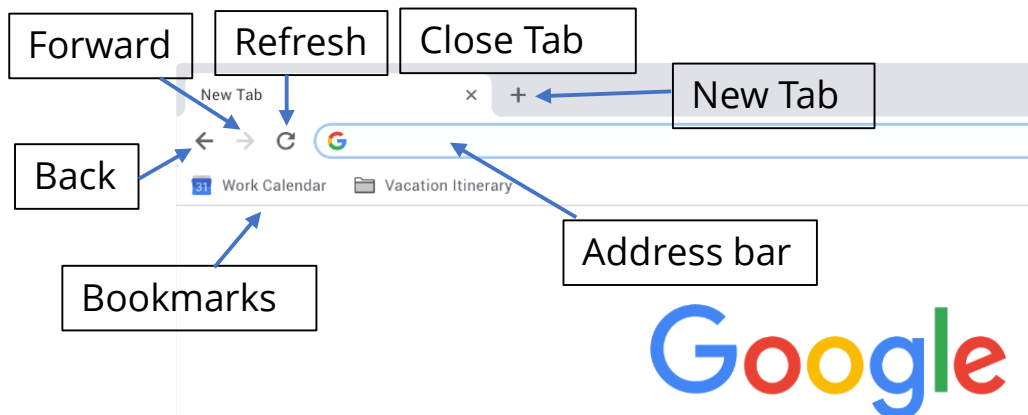 Forward
Refresh
Close Tab
New Tab
New Tab
Back
31 Work Calendar
Vacation Itinerary
Address bar
Bookmarks
Google